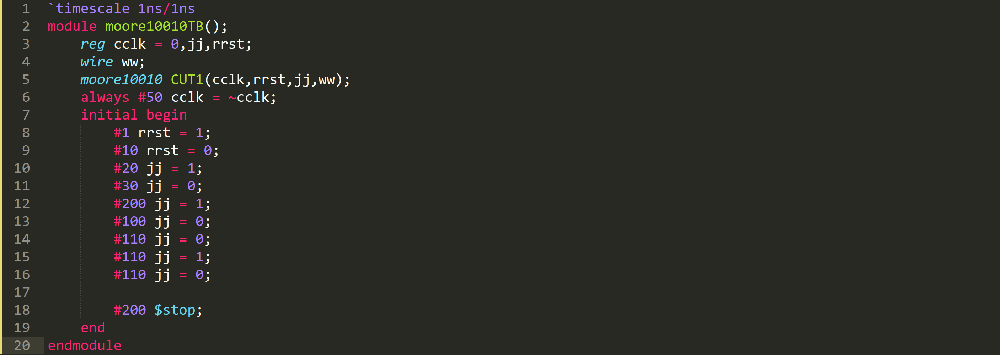 1 `timescale 1ns/1ns
2 module moore10010TB();
3     reg cclk = 0,jj,rrst;
4     wire ww;
5     moore10010 CUT1(cclk,rrst,jj,ww);
6     always #50 cclk = ~cclk;
7     initial begin
8         #1 rrst = 1;
9         #10 rrst = 0;
10         #20 jj = 1;
11         #30 jj = 0;
12         #200 jj = 1;
13         #100 jj = 0;
14         #110 jj = 0;
15         #110 jj = 1;
16         #110 jj = 0;
17
18         #200 $stop;
19     end
20 endmodule